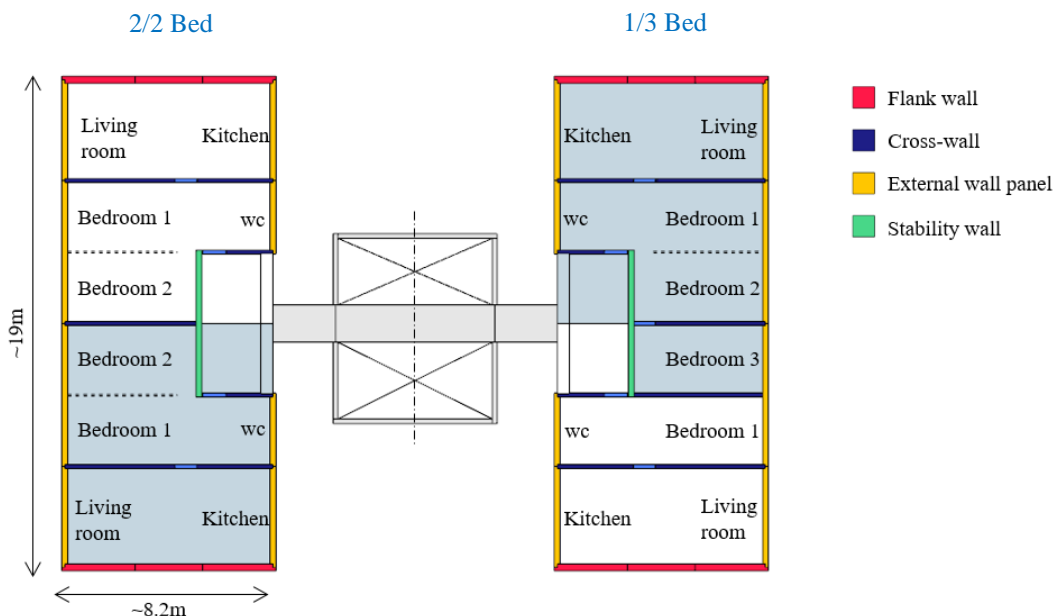 2/2 Bed
1/3 Bed
Living
room
Kitchen
Bedroom 1
wc
Bedroom 2
Bedroom 2
Bedroom 1
wc
Living
room
Kitchen
~19m
~8.2m
Kitchen
Living
room
wc
Bedroom 1
Bedroom 2
Bedroom 3
wc
Bedroom 1
Kitchen
Living
room
Flank wall
Cross-wall
External wall panel
Stability wall